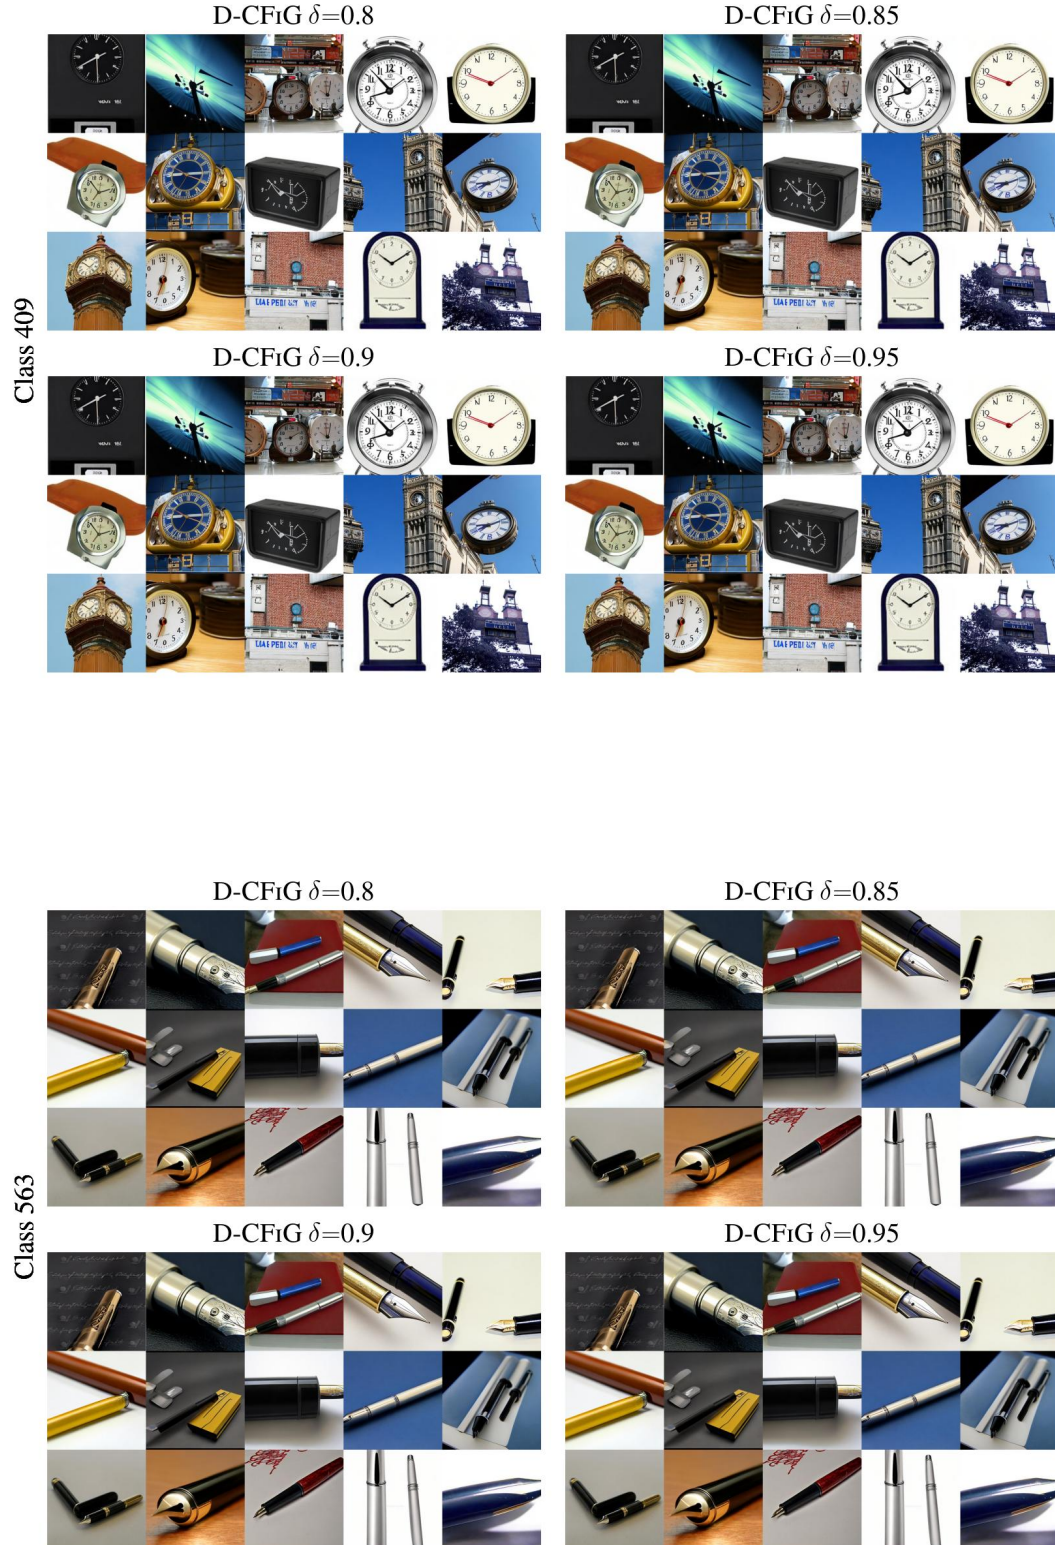 D-CFIG δ=0.8
D-CFIG δ=0.85
Class 409
D-CFIG δ=0.9
D-CFIG δ=0.95
D-CFIG δ=0.8
D-CFIG δ=0.85
Class 563
D-CFIG δ=0.9
D-CFIG δ=0.95